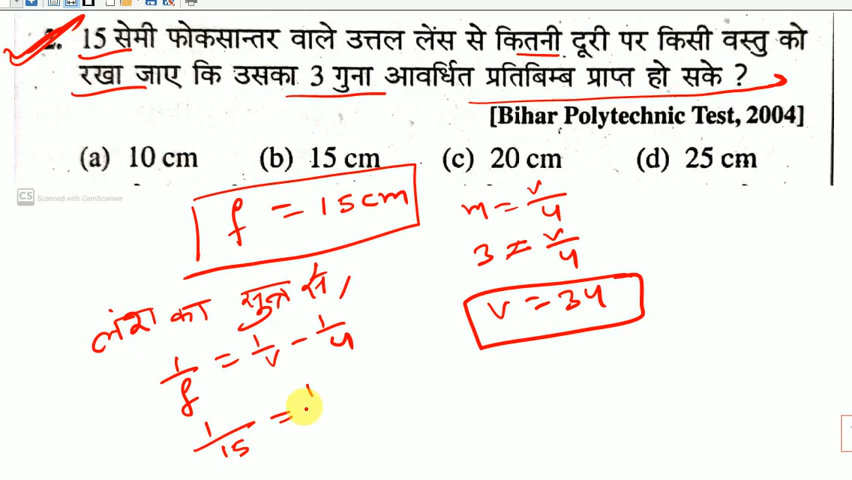 2. 15 सेमी फोकसान्तर वाले उत्तल लेंस से कितनी दूरी पर किसी वस्तु को
रखा जाए कि उसका 3 गुना आवर्धित प्रतिबिम्ब प्राप्त हो सके ?
[Bihar Polytechnic Test, 2004]
(a) 10 cm (b) 15 cm (c) 20 cm (d) 25 cm
CS Scanned with CamScanner
f = 15cm
m = v/u
3 = v/u
v = 3u
लेंश का सुत्र से,
1/f = 1/v - 1/u
1/15 = 1